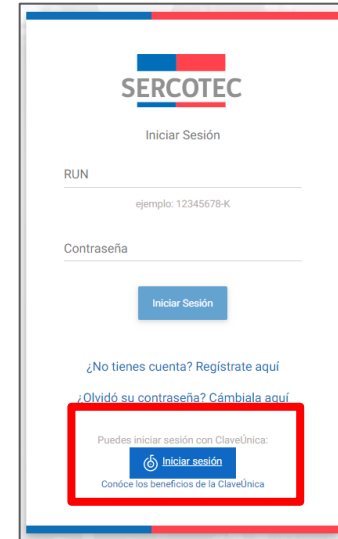 SERCOTEC
Iniciar Sesión
RUN
ejemplo: 12345678-K
Contraseña
Iniciar Sesión
¿No tienes cuenta? Regístrate aquí
¿Olvidó su contraseña? Cámbiala aquí
Puedes iniciar sesión con ClaveÚnica:
Iniciar sesión
Conóce los beneficios de la ClaveÚnica